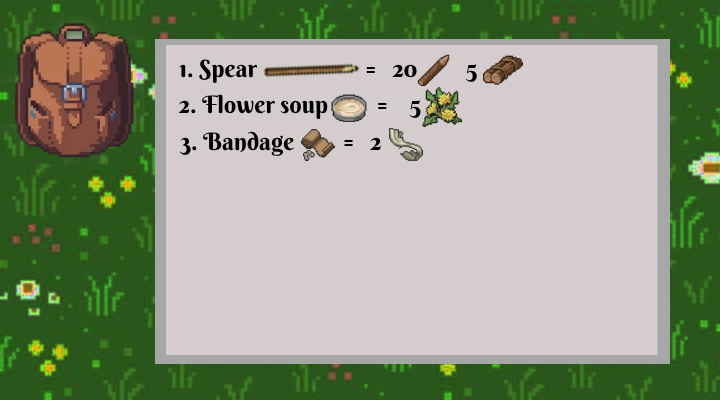 1. Spear = 20 5
2. Flower soup = 5
3. Bandage = 2